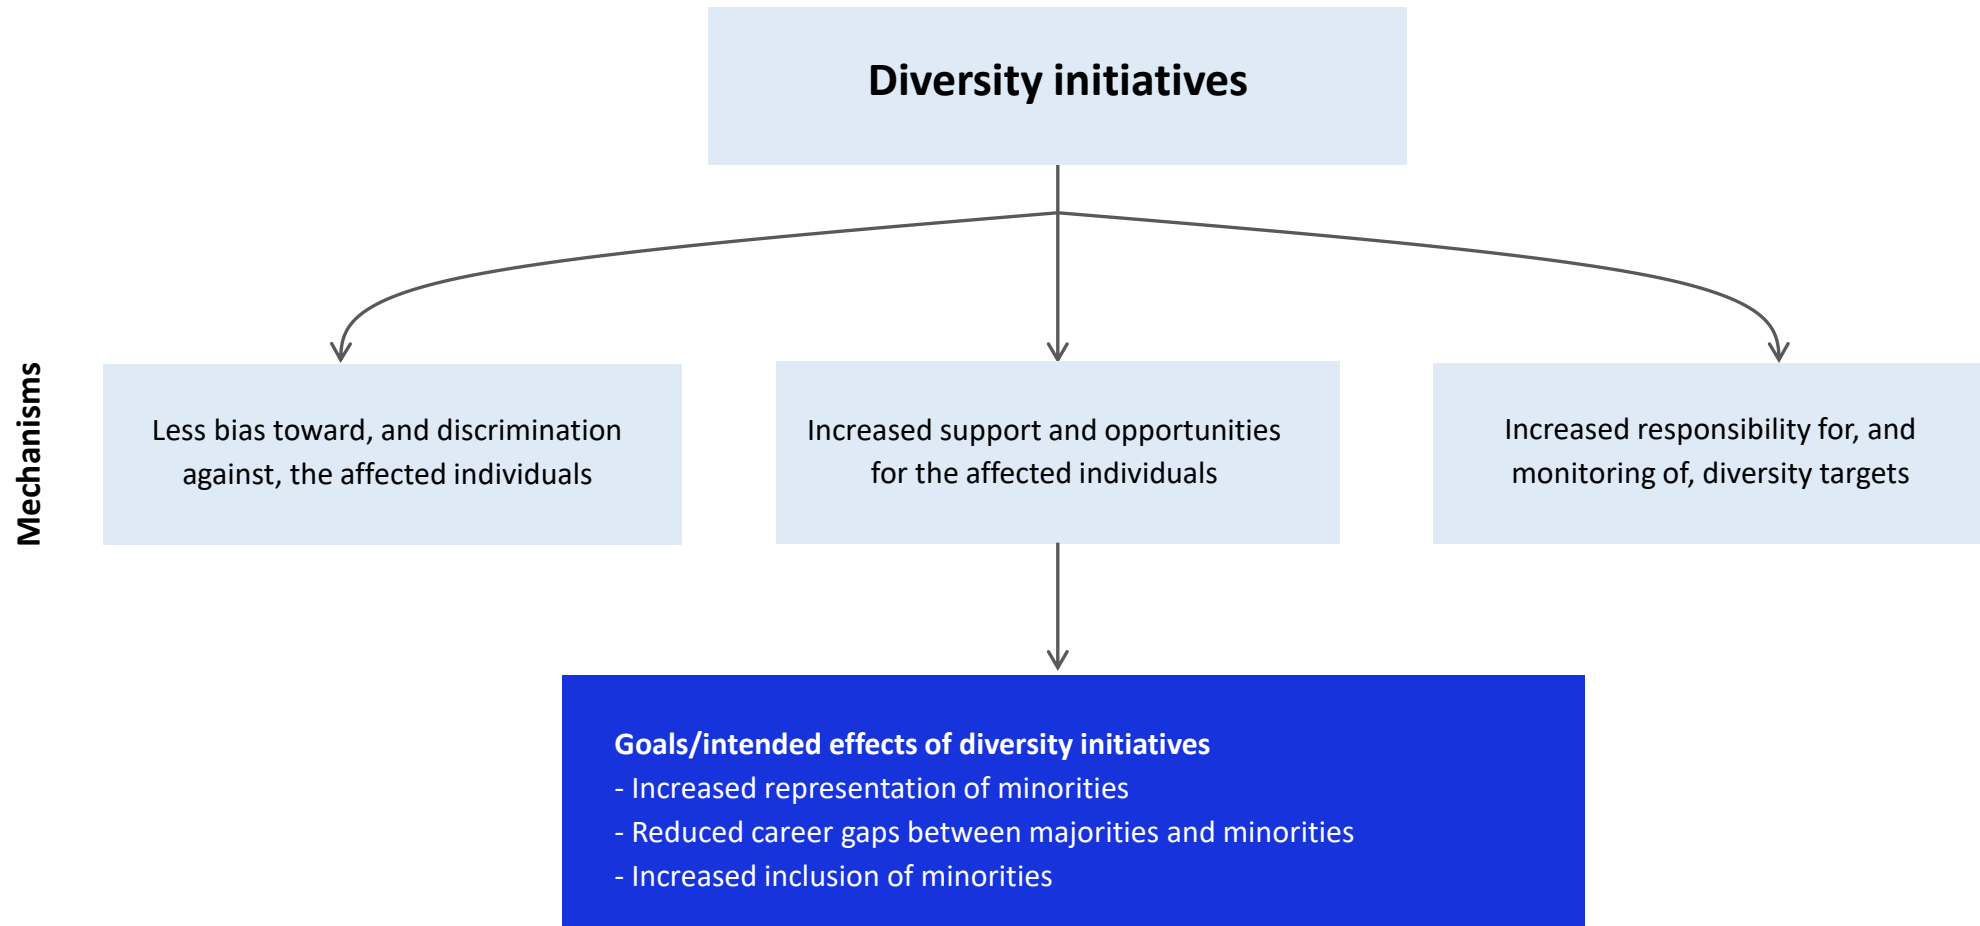 Diversity initiatives
Mechanisms
Less bias toward, and discrimination
against, the affected individuals
Increased support and opportunities
for the affected individuals
Increased responsibility for, and
monitoring of, diversity targets
Goals/intended effects of diversity initiatives
- Increased representation of minorities
- Reduced career gaps between majorities and minorities
- Increased inclusion of minorities